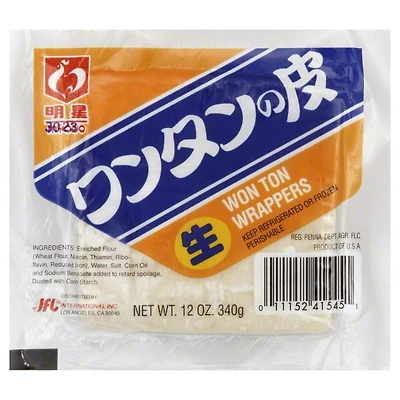 明星
ワンタンの皮
生
WON TON
WRAPPERS
KEEP REFRIGERATED OR FROZEN
PERISHABLE
REG. PENNA. DEPT. AGR. FLC.
PRODUCT OF U.S.A.
INGREDIENTS: Enriched Flour
(Wheat Flour, Niacin, Thiamin, Ribo-
flavin, Reduced Iron), Water, Salt, Corn Oil
and Sodium Benzoate added to retard spoilage,
Dusted with Corn Starch.
DISTRIBUTED BY
JFC INTERNATIONAL INC.
LOS ANGELES, CA 90040
NET WT. 12 OZ. 340g
0 11152 41545 1